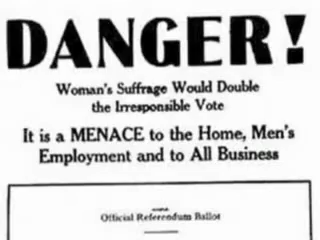 DANGER!
Woman's Suffrage Would Double
the Irresponsible Vote
It is a MENACE to the Home, Men's
Employment and to All Business
Official Referendum Ballot